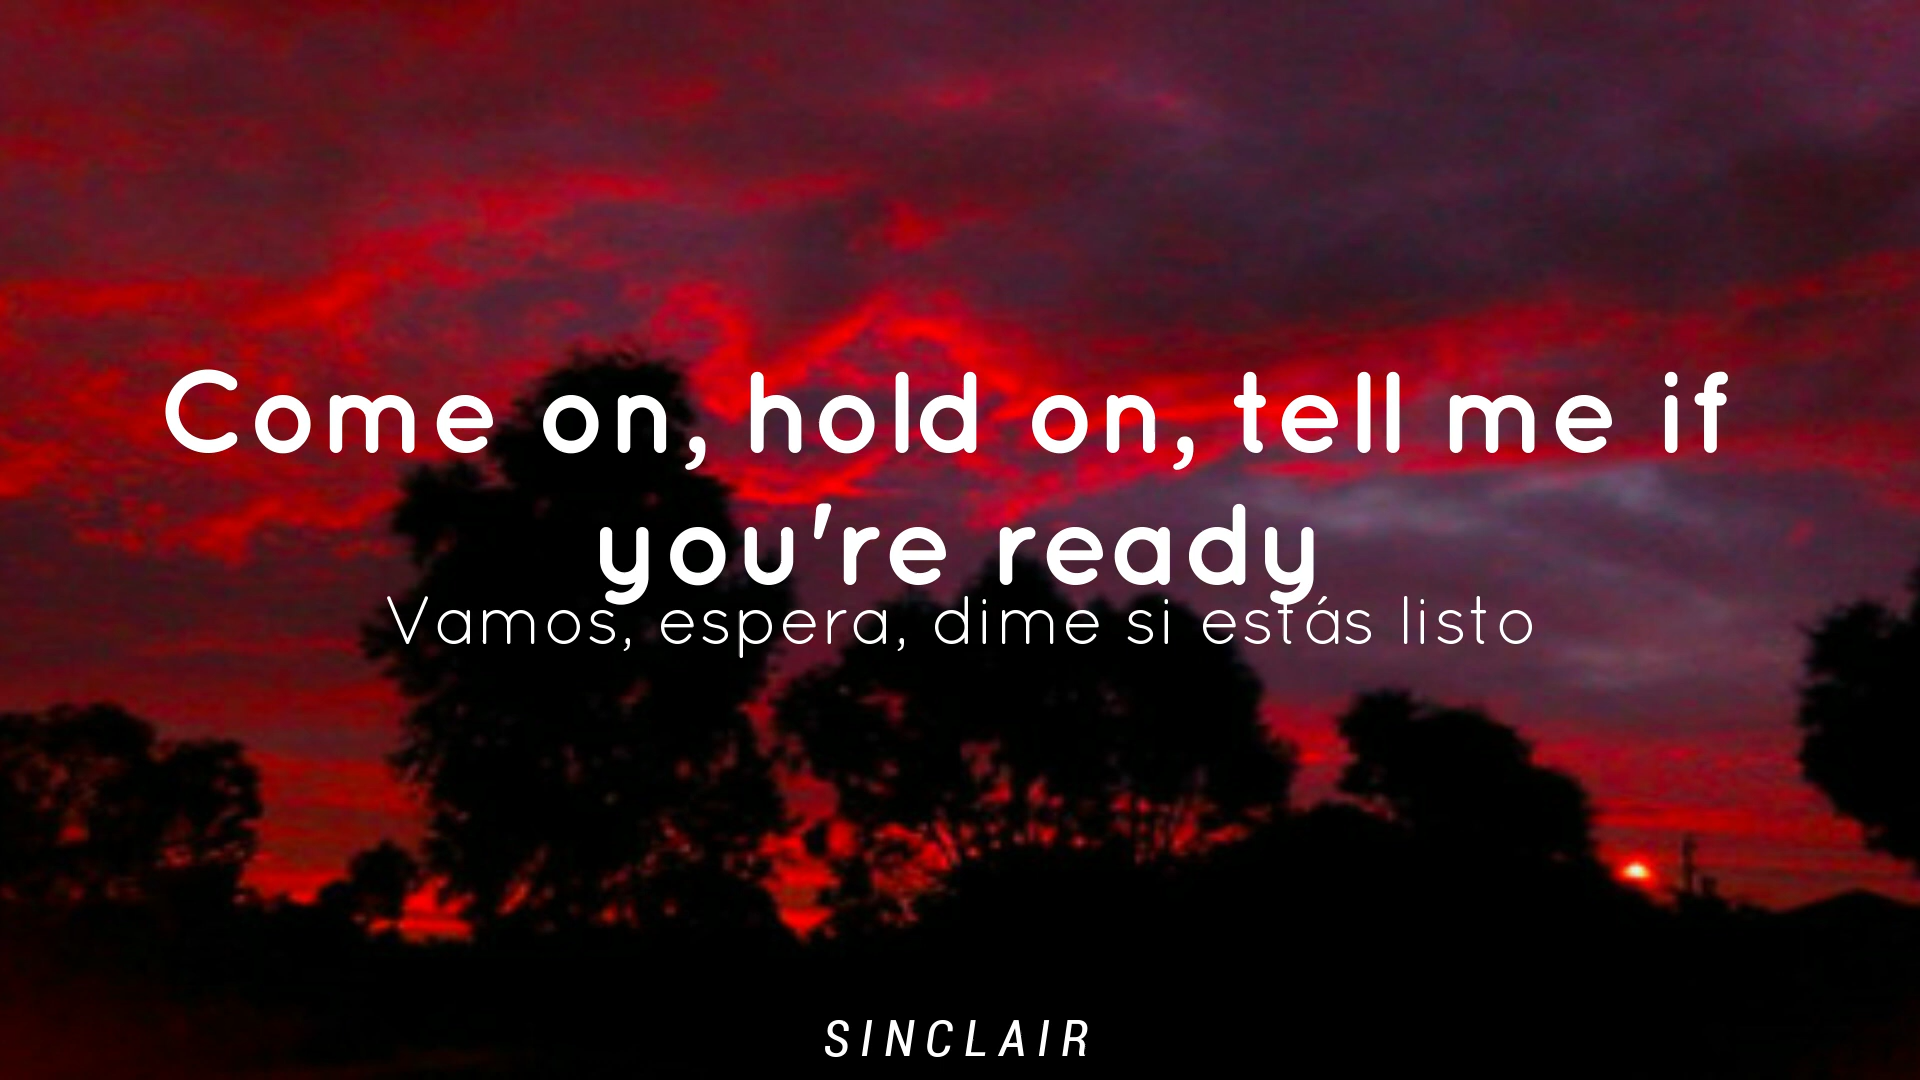 Come on, hold on, tell me if
you're ready
Vamos, espera, dime si estás listo
SINCLAIR